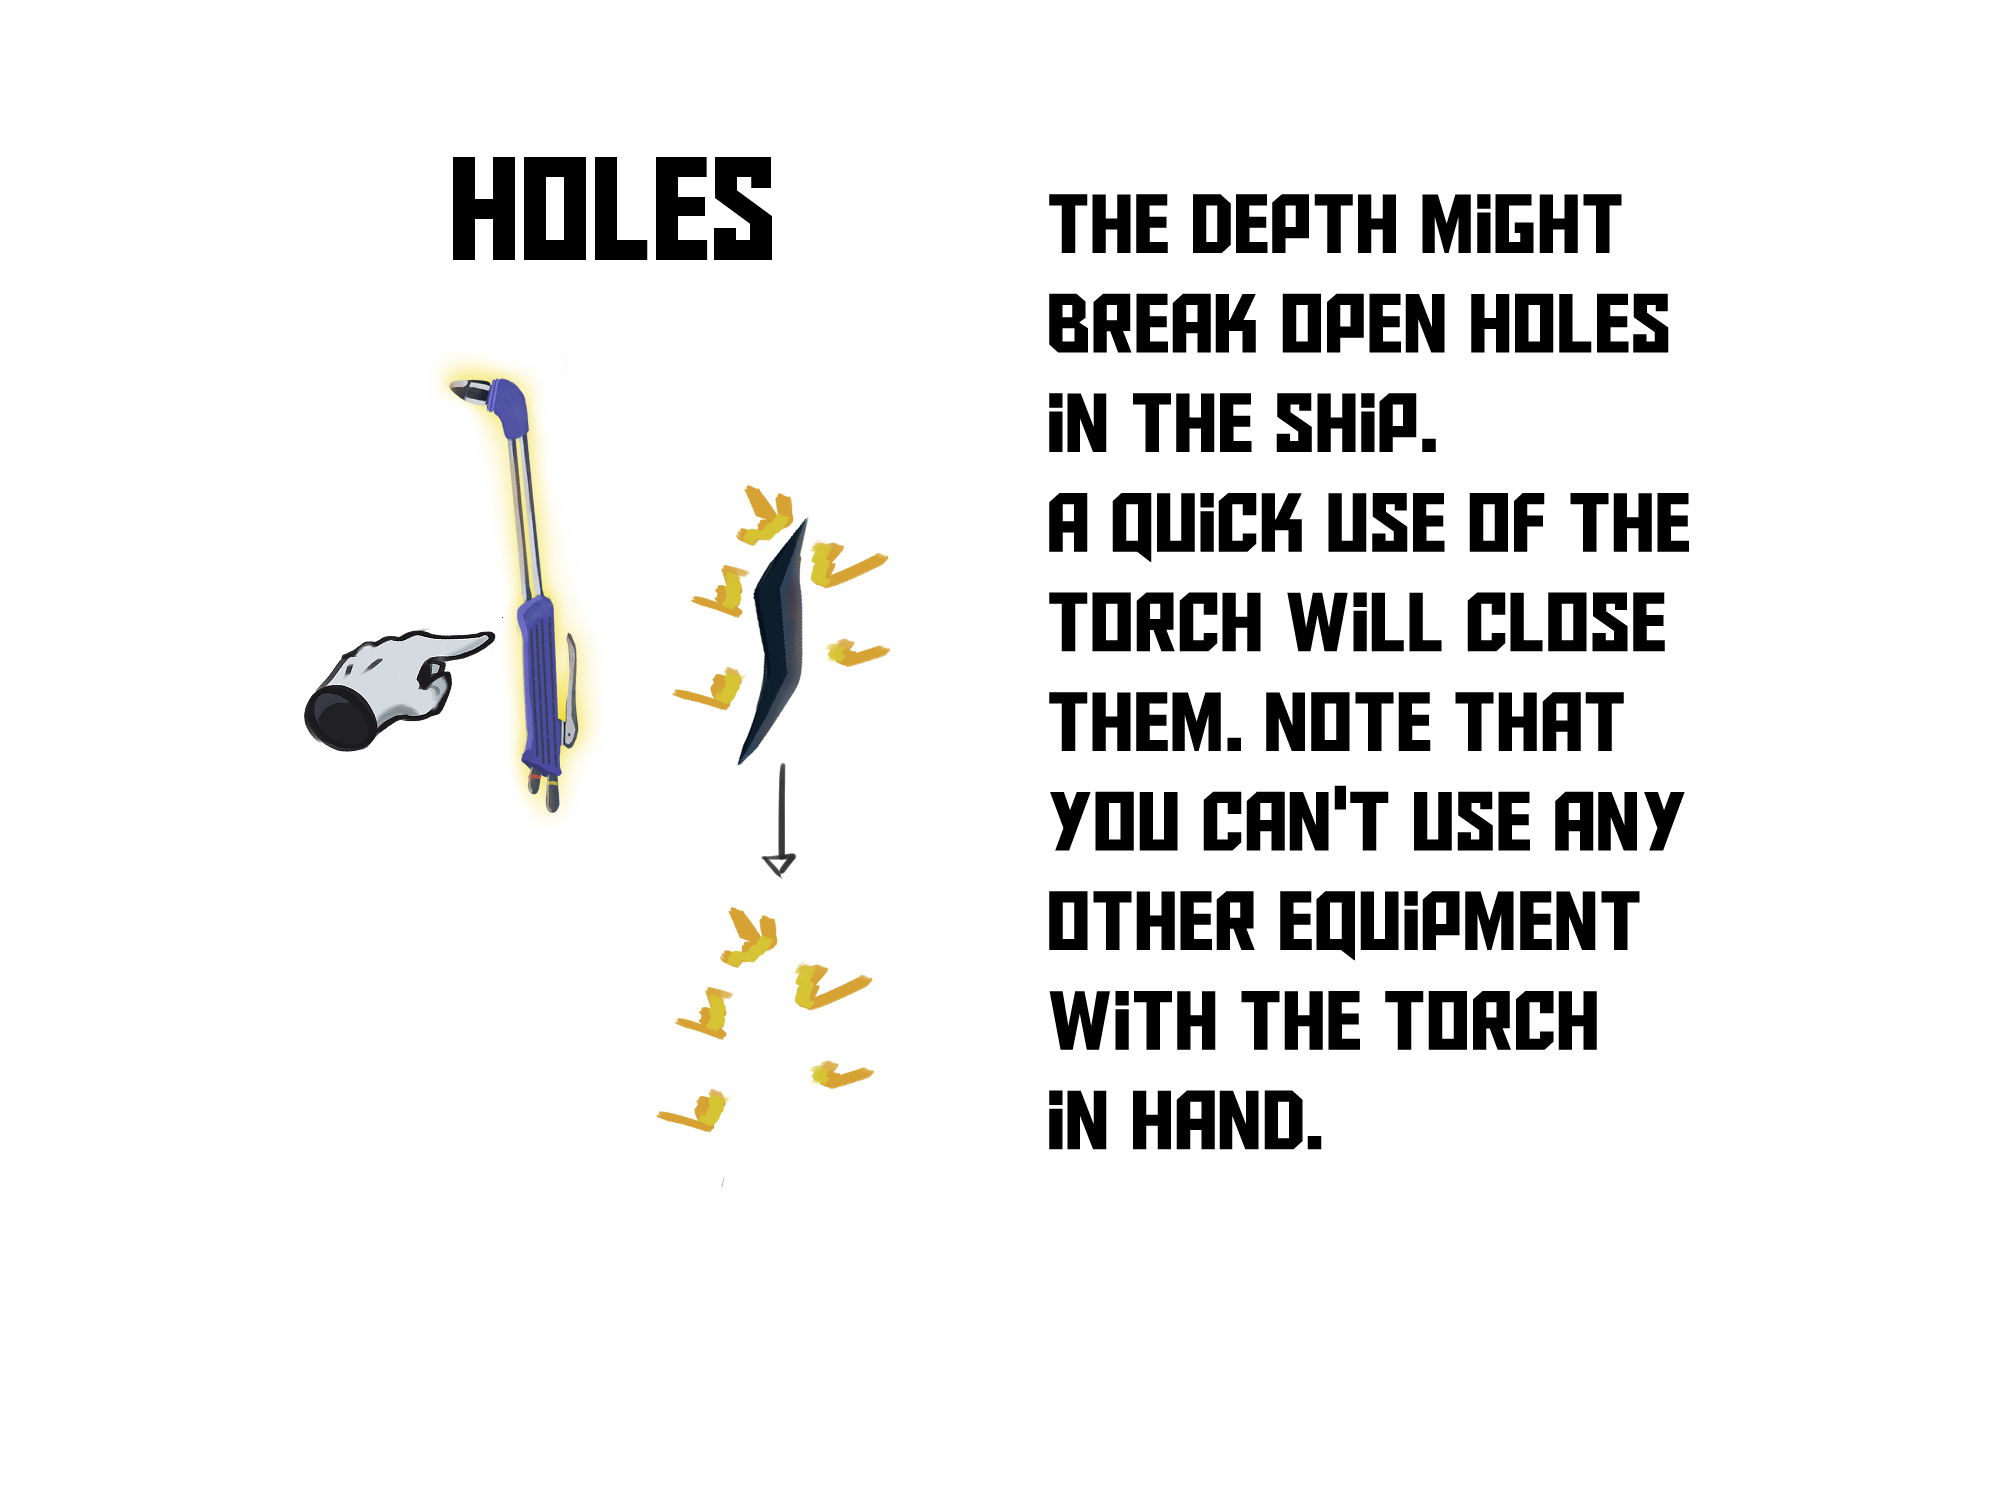 HOLES
THE DEPTH MiGHT
BREAK OPEN HOLES
iN THE SHiP.
A QUiCK USE OF THE
TORCH WiLL CLOSE
THEM. NOTE THAT
YOU CAN'T USE ANY
OTHER EQUiPMENT
WiTH THE TORCH
iN HAND.